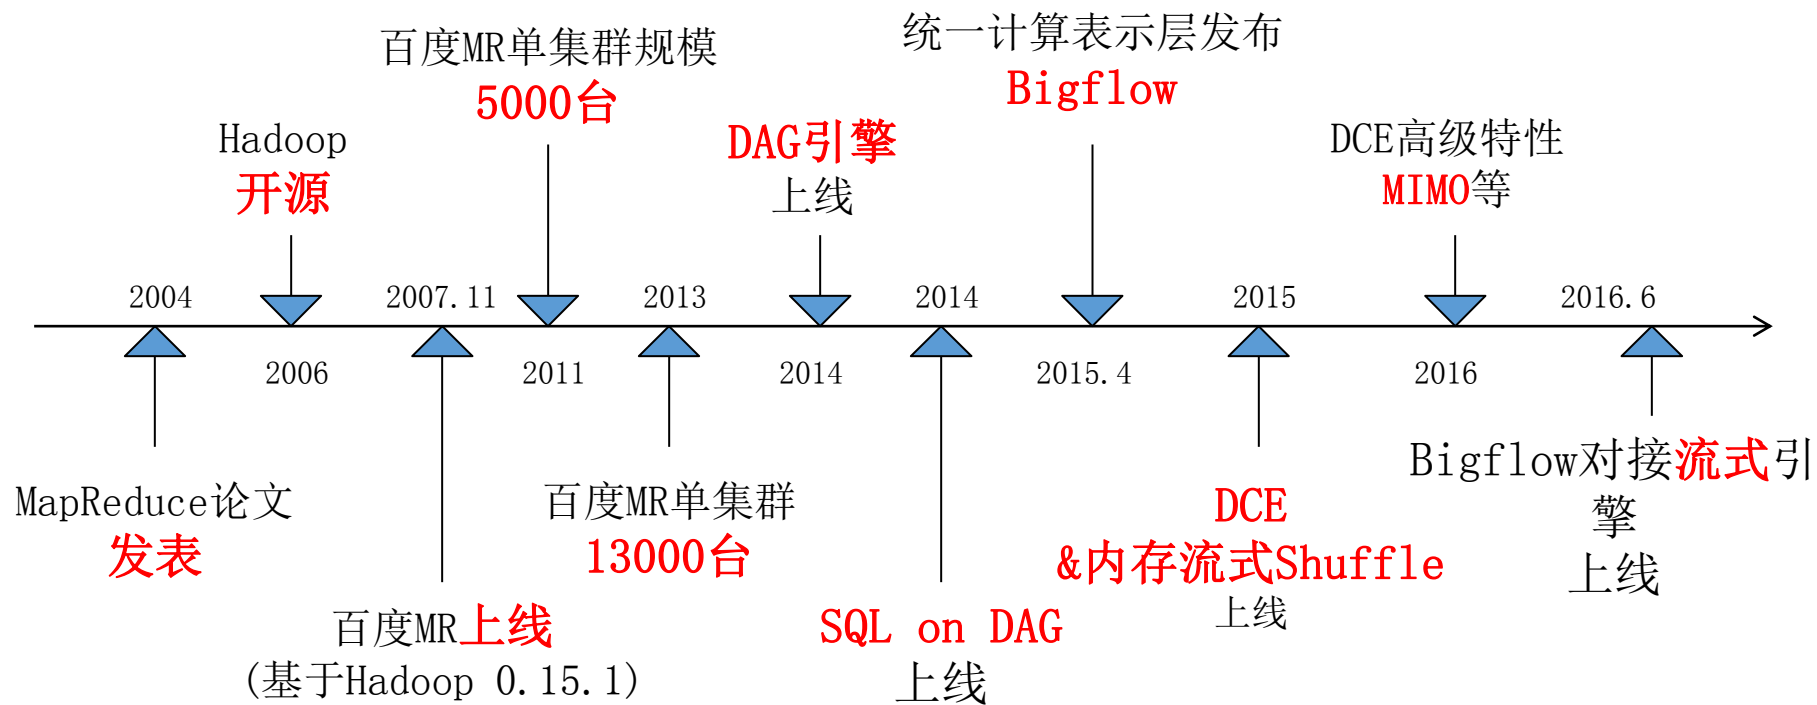 百度MR单集群规模
5000台
统一计算表示层发布
Bigflow
Hadoop
开源
DAG引擎
上线
DCE高级特性
MIMO等
2004
2007.11
2013
2014
2015
2016.6
2006
2011
2014
2015.4
2016
MapReduce论文
发表
百度MR单集群
13000台
DCE
&内存流式Shuffle
上线
Bigflow对接流式引
擎
上线
百度MR上线
(基于Hadoop 0.15.1)
SQL on DAG
上线